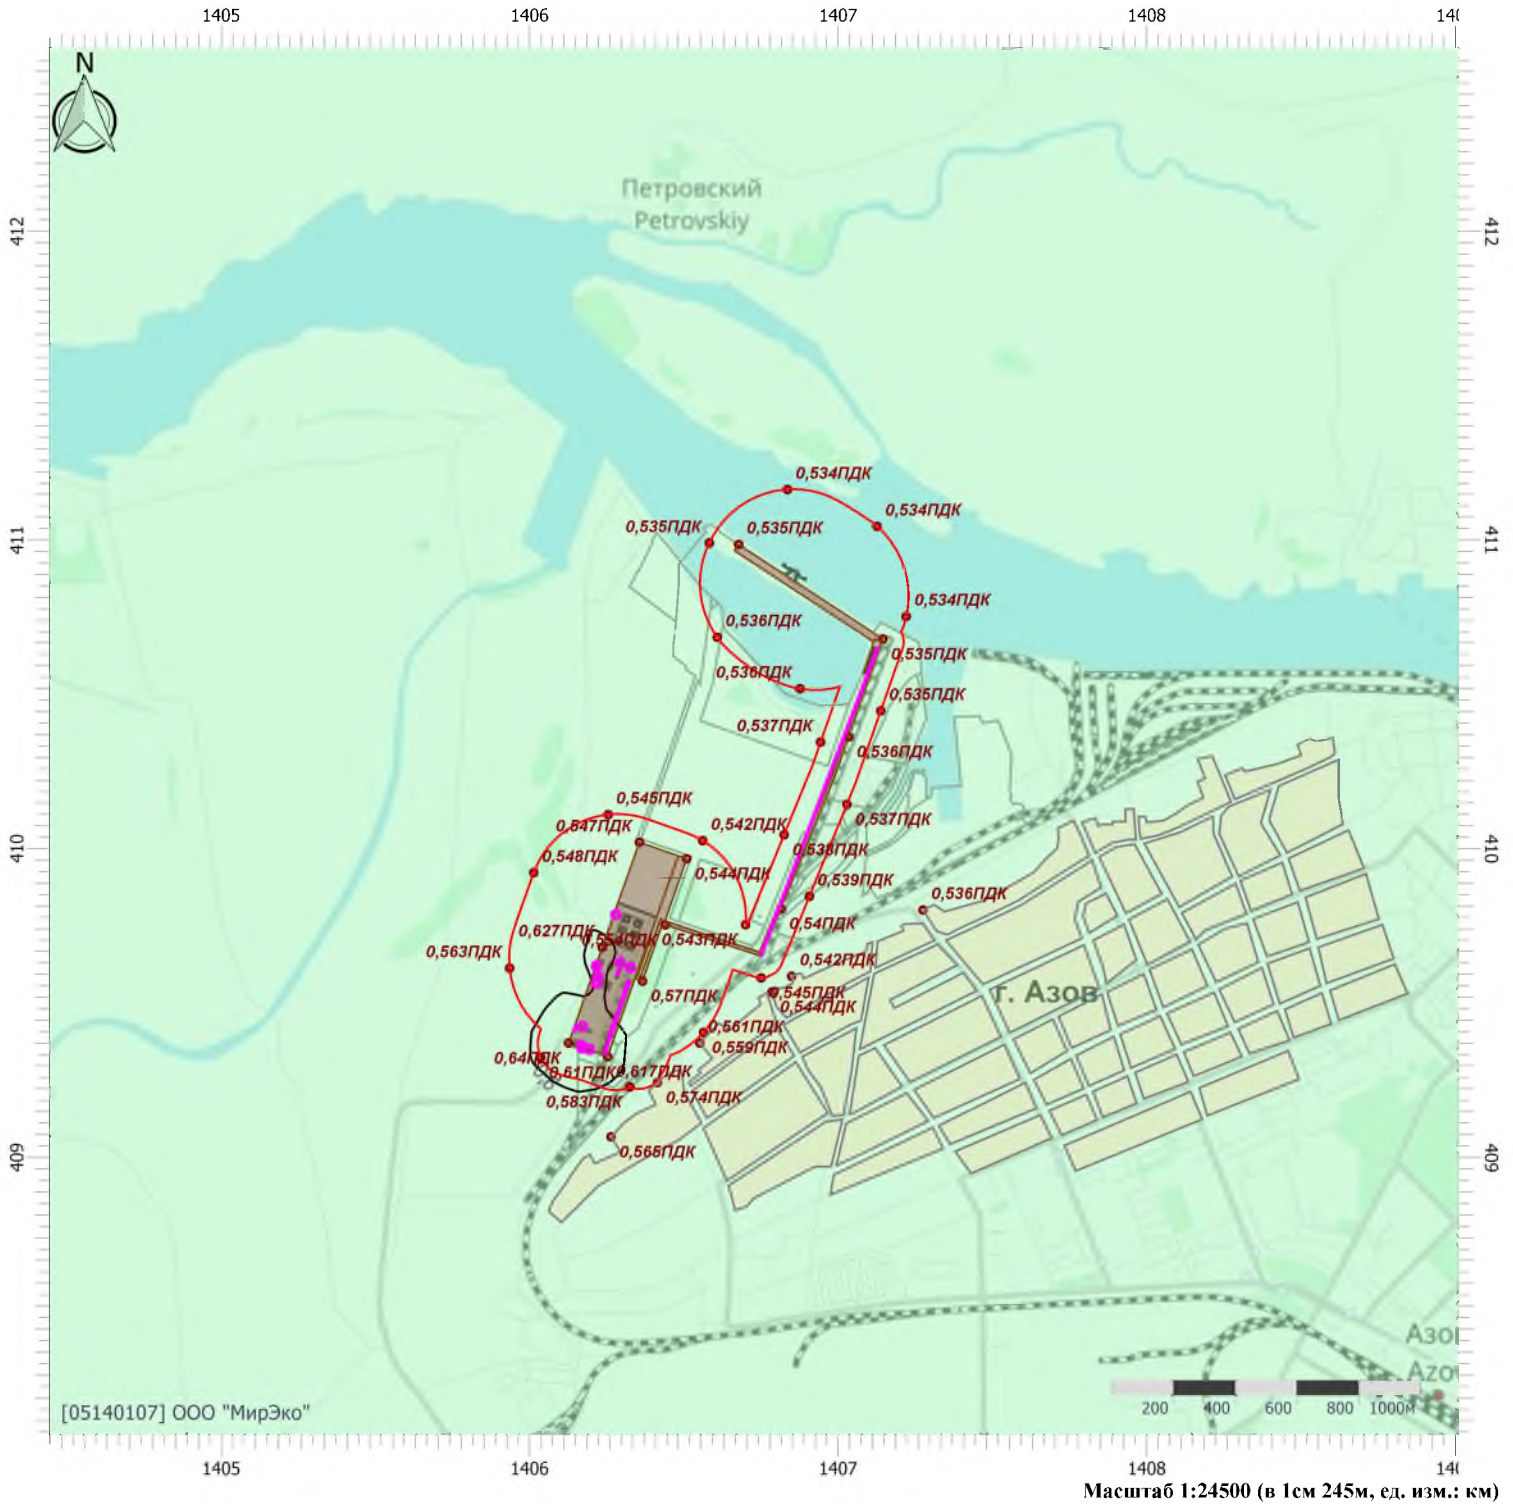 1405 1406 1407 1408
N
Петровский
Petrovskiy
412 412
0,534ПДК
0,534ПДК
0,535ПДК 0,535ПДК
411 411
0,534ПДК
0,536ПДК
0,535ПДК
0,536ПДК
0,535ПДК
0,537ПДК
0,536ПДК
0,545ПДК
0,537ПДК
0,547ПДК 0,542ПДК
410 410
0,548ПДК 0,538ПДК
0,544ПДК
0,539ПДК 0,536ПДК
0,54ПДК
0,627ПДК 0,554ПДК 0,543ПДК
0,563ПДК 0,542ПДК
г. Азов
0,57ПДК 0,545ПДК
0,544ПДК
0,561ПДК
0,559ПДК
0,64ПДК
0,61ПДК 0,617ПДК
0,583ПДК 0,574ПДК
0,565ПДК
409 409
[05140107] ООО "МирЭко"
200 400 600 800 1000м
1405 1406 1407 1408
Масштаб 1:24500 (в 1см 245м, ед. изм.: км)